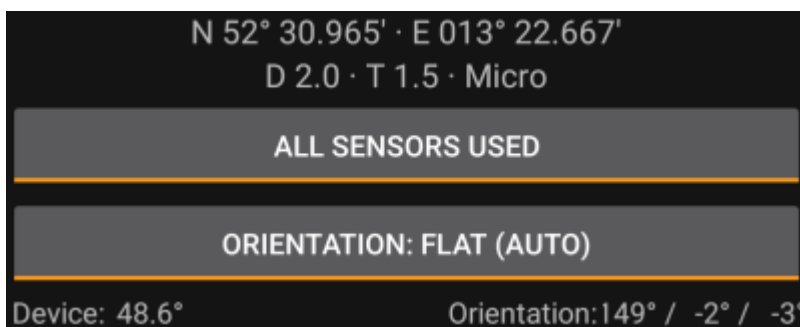 N 52° 30.965' · E 013° 22.667'
D 2.0 · T 1.5 · Micro
ALL SENSORS USED
ORIENTATION: FLAT (AUTO)
Device: 48.6° Orientation:149° / -2° / -3°